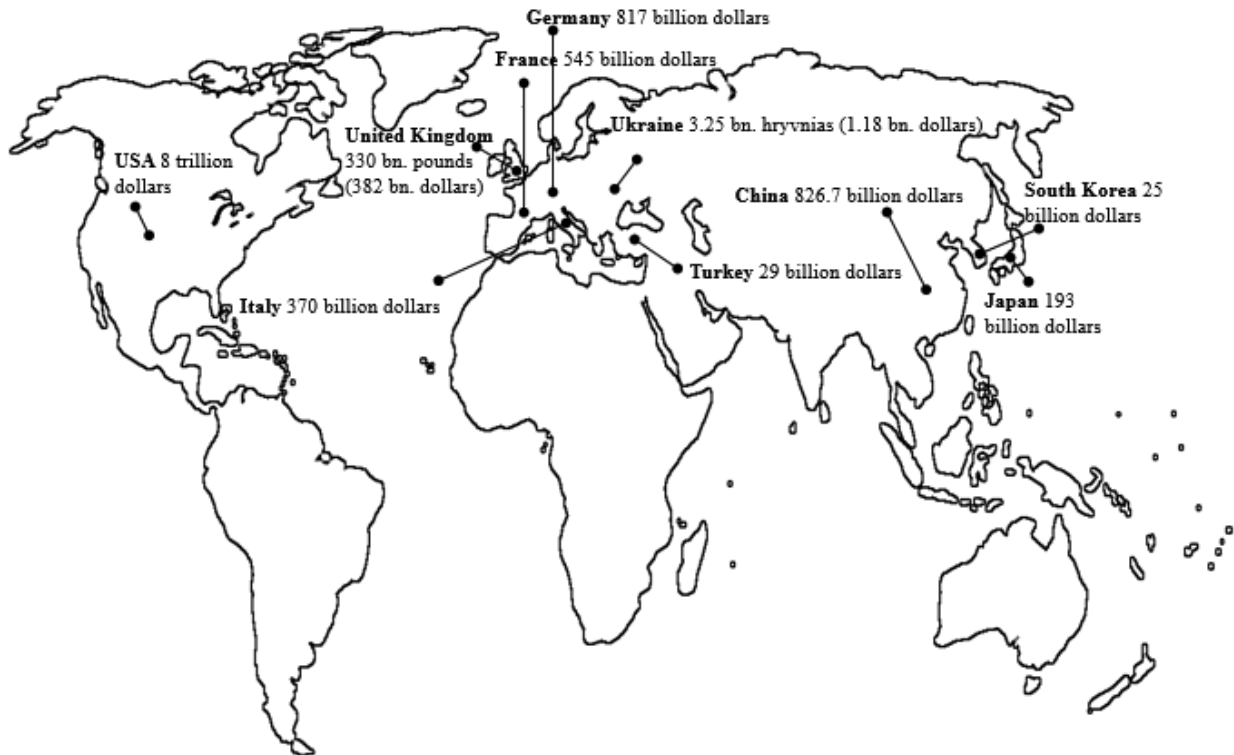 Germany 817 billion dollars
France 545 billion dollars
Ukraine 3.25 bn. hryvnias (1.18 bn. dollars)
United Kingdom
330 bn. pounds
(382 bn. dollars)
USA 8 trillion
dollars
China 826.7 billion dollars
South Korea 25
billion dollars
Turkey 29 billion dollars
Italy 370 billion dollars
Japan 193
billion dollars